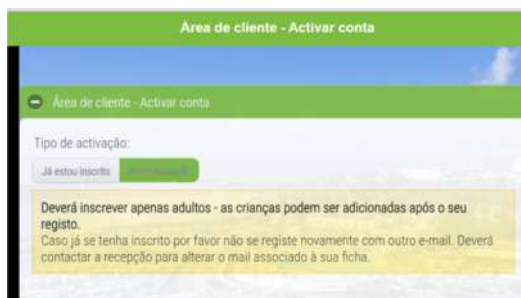 Área de cliente - Activar conta
Área de cliente - Activar conta
Tipo de activação:
Já estou inscrito
Deverá inscrever apenas adultos - as crianças podem ser adicionadas após o seu
registo.
Caso já se tenha inscrito por favor não se registe novamente com outro e-mail. Deverá
contactar a recepção para alterar o mail associado à sua ficha.